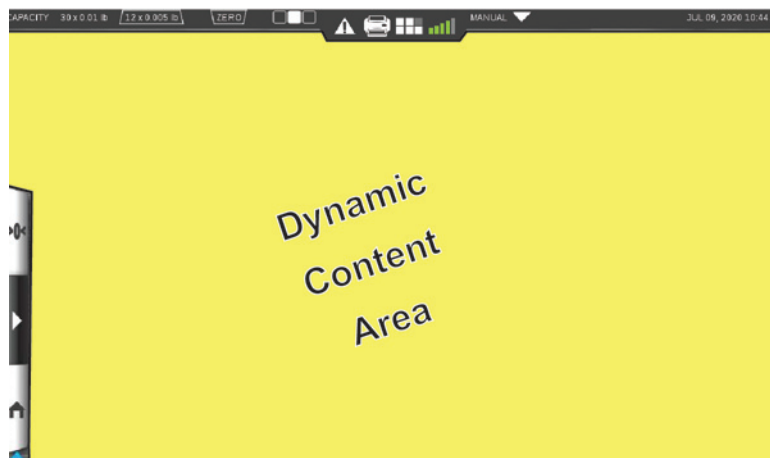 CAPACITY 30 x 0.01 lb 12 x 0.005 lb ZERO MANUAL JUL 09, 2020 10:44
>0<
Dynamic
Content
Area